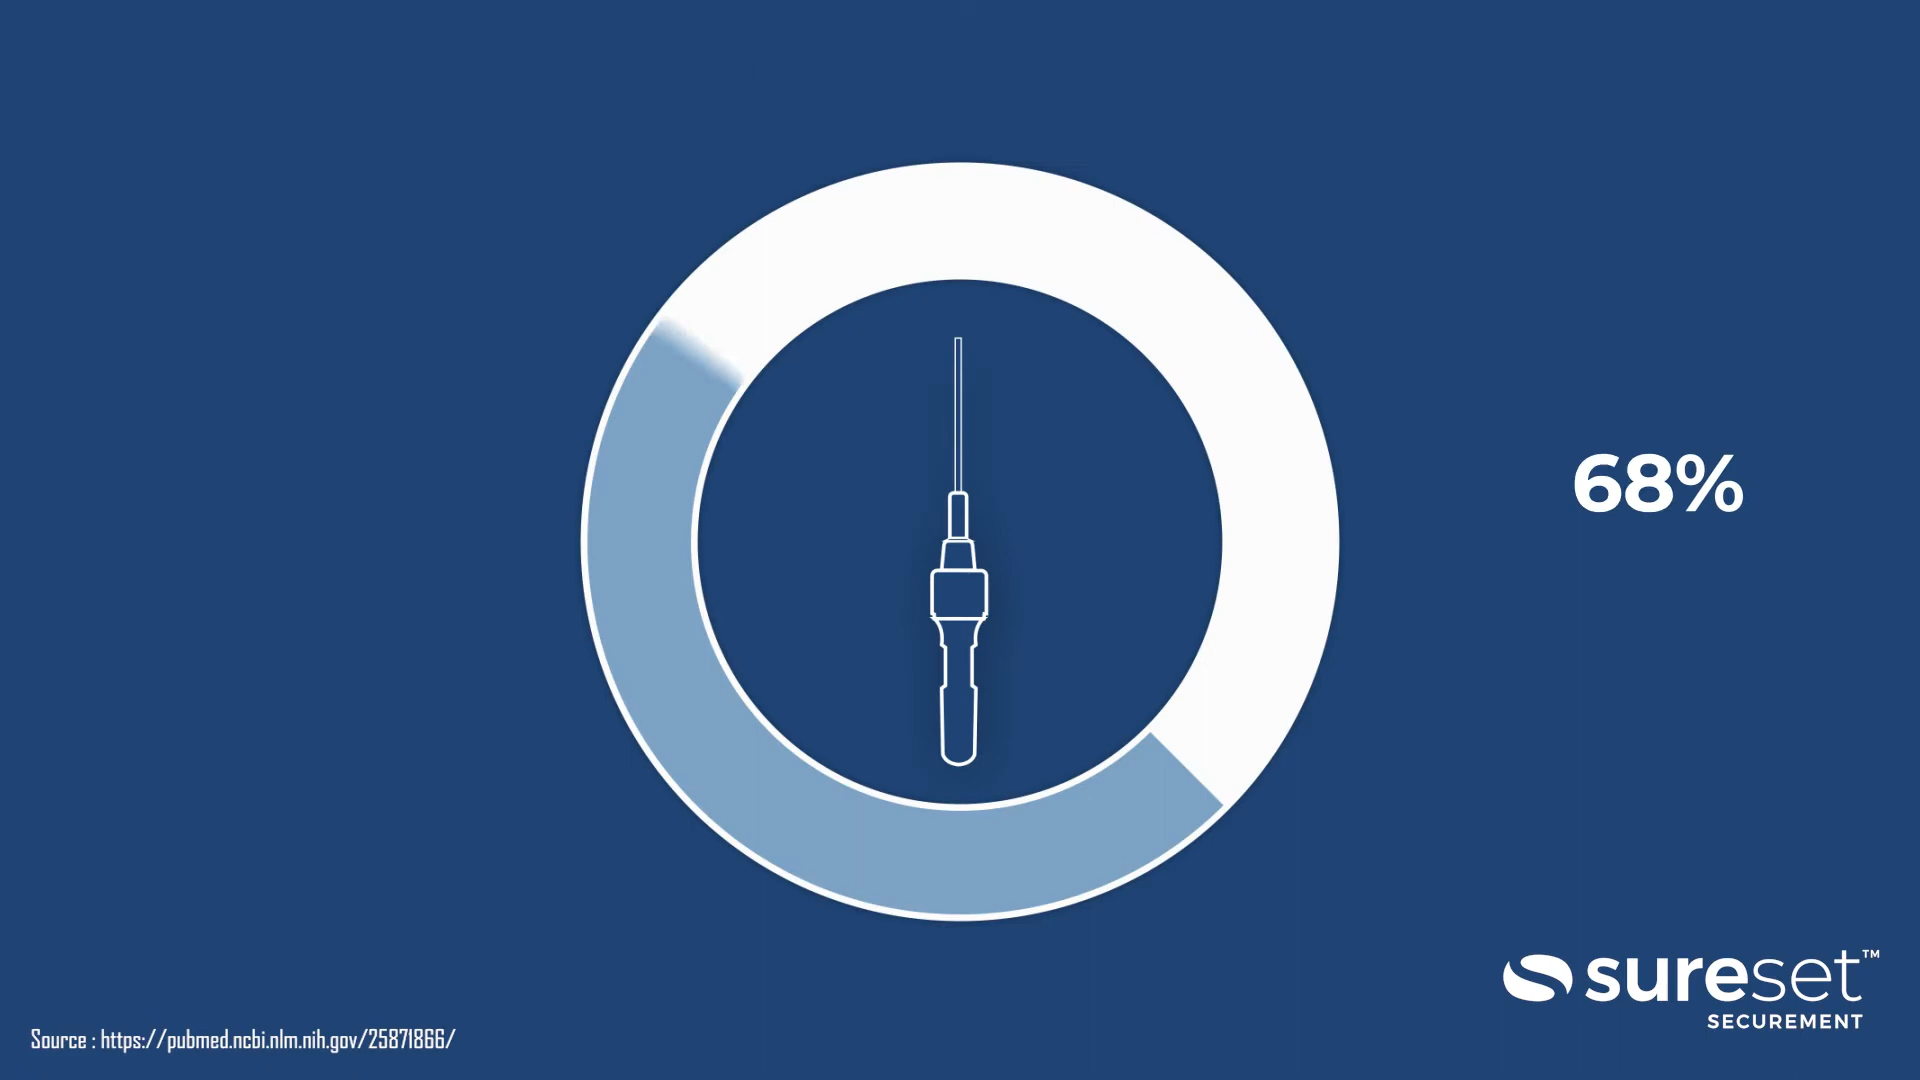 68%
sureset™
SECUREMENT
Source : https://pubmed.ncbi.nlm.nih.gov/25871866/